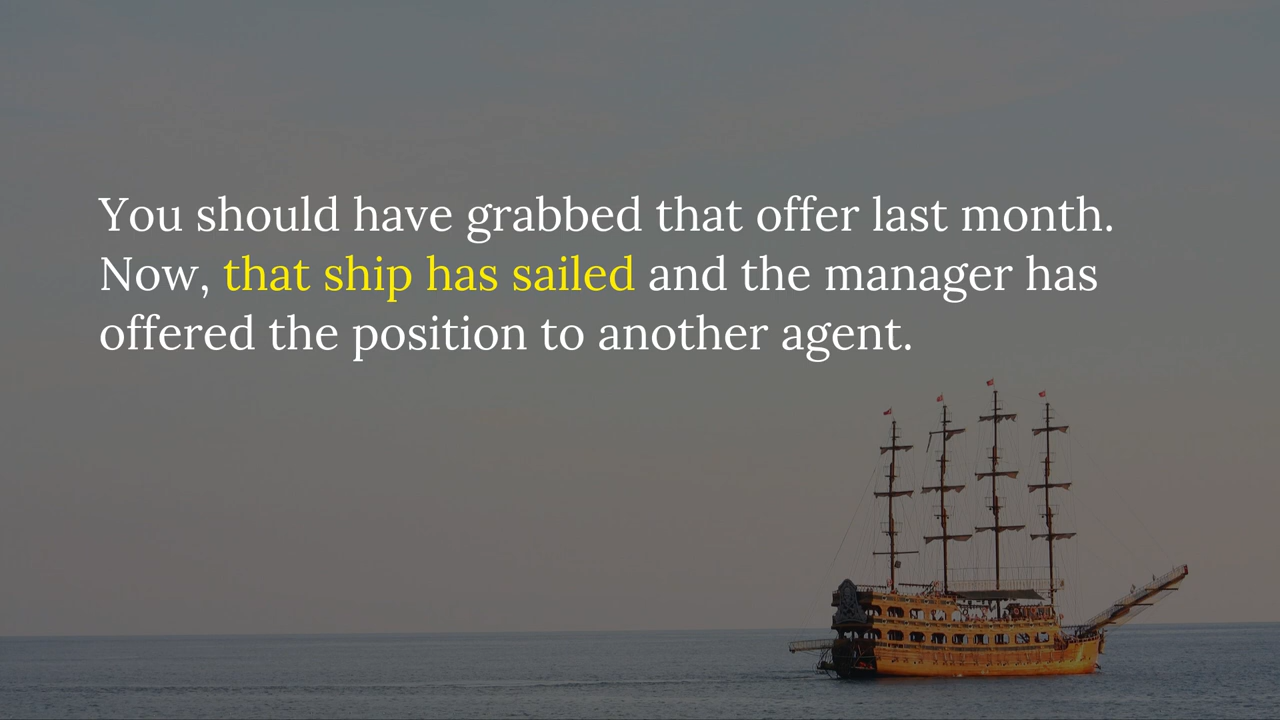 You should have grabbed that offer last month.
Now, that ship has sailed and the manager has
offered the position to another agent.